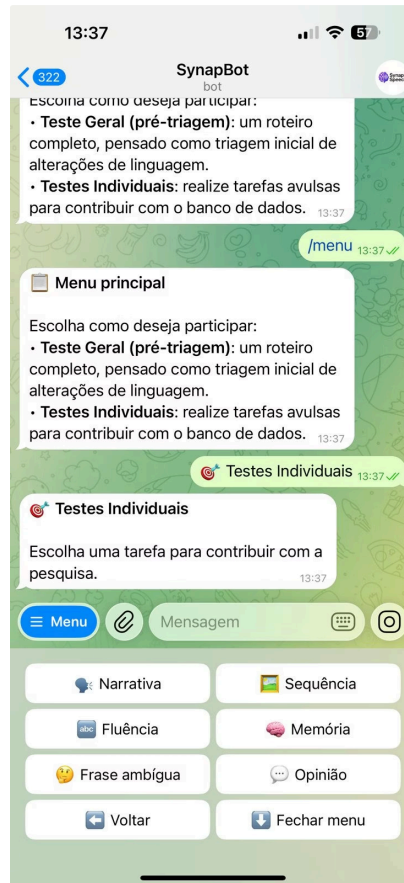 13:37
57
322
SynapBot
bot
Synap
Speech
Escolha como deseja participar:
• Teste Geral (pré-triagem): um roteiro
completo, pensado como triagem inicial de
alterações de linguagem.
• Testes Individuais: realize tarefas avulsas
para contribuir com o banco de dados. 13:37
/menu 13:37
📋 Menu principal
Escolha como deseja participar:
• Teste Geral (pré-triagem): um roteiro
completo, pensado como triagem inicial de
alterações de linguagem.
• Testes Individuais: realize tarefas avulsas
para contribuir com o banco de dados. 13:37
🎯 Testes Individuais 13:37
🎯 Testes Individuais
Escolha uma tarefa para contribuir com a
pesquisa. 13:37
Menu
Mensagem
🗣 Narrativa
🖼 Sequência
🔤 Fluência
🧠 Memória
🤔 Frase ambígua
💬 Opinião
⬅ Voltar
⬇ Fechar menu